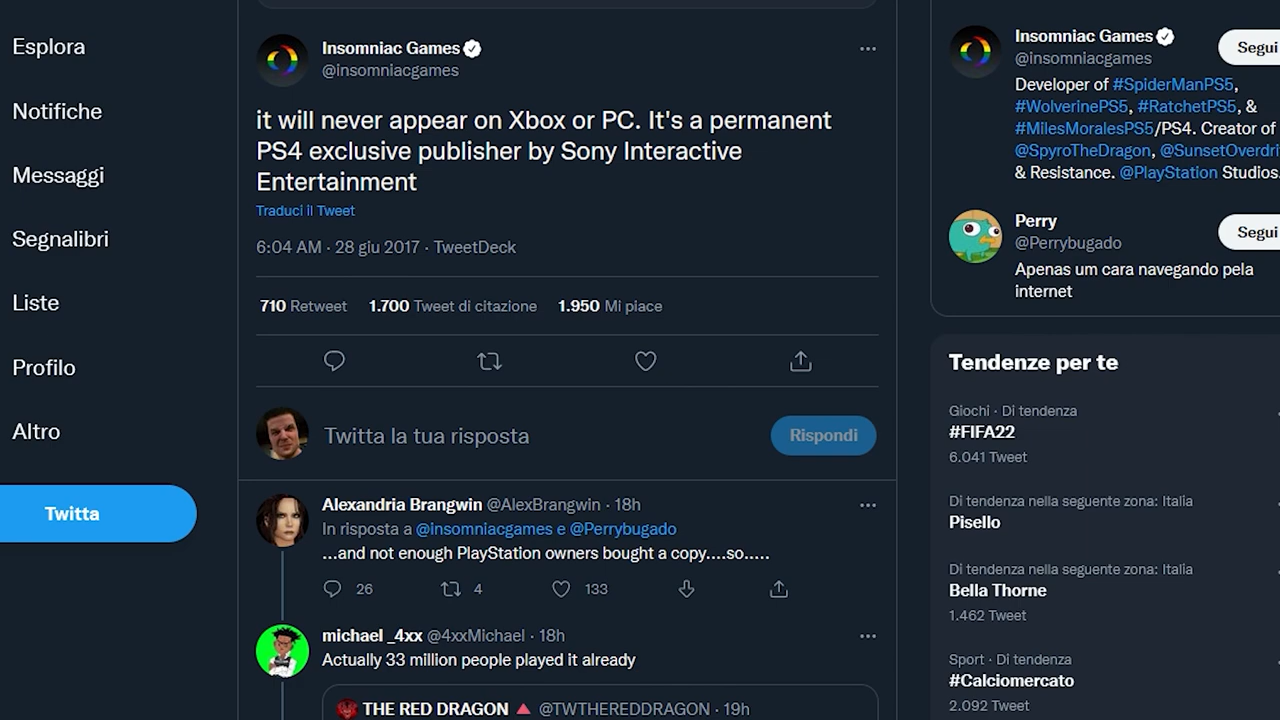 Esplora
Notifiche
Messaggi
Segnalibri
Liste
Profilo
Altro
Twitta
Insomniac Games
@insomniacgames
it will never appear on Xbox or PC. It's a permanent
PS4 exclusive publisher by Sony Interactive
Entertainment
Traduci il Tweet
6:04 AM · 28 giu 2017 · TweetDeck
710 Retweet 1.700 Tweet di citazione 1.950 Mi piace
Twitta la tua risposta
Rispondi
Alexandria Brangwin @AlexBrangwin · 18h
In risposta a @insomniacgames e @Perrybugado
...and not enough PlayStation owners bought a copy....so.....
26 4 133
michael _4xx @4xxMichael · 18h
Actually 33 million people played it already
THE RED DRAGON @TWTHEREDDRAGON · 19h
Insomniac Games
@insomniacgames
Segui
Developer of #SpiderManPS5,
#WolverinePS5, #RatchetPS5, &
#MilesMoralesPS5/PS4. Creator of
@SpyroTheDragon, @SunsetOverdri
& Resistance. @PlayStation Studios.
Perry
@Perrybugado
Segui
Apenas um cara navegando pela
internet
Tendenze per te
Giochi · Di tendenza
#FIFA22
6.041 Tweet
Di tendenza nella seguente zona: Italia
Pisello
Di tendenza nella seguente zona: Italia
Bella Thorne
1.462 Tweet
Sport · Di tendenza
#Calciomercato
2.092 Tweet